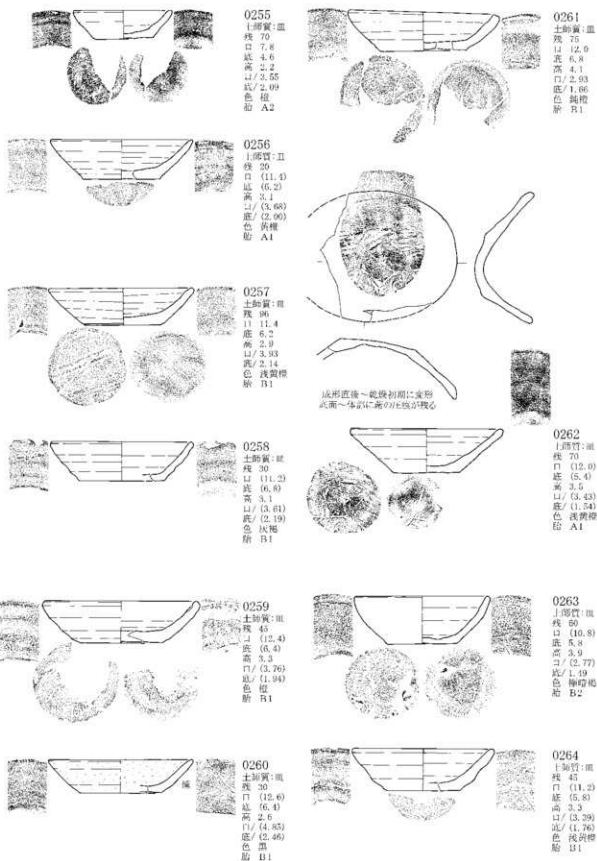 0255
土師質:皿
残 70
口 7.8
底 4.6
高 2.2
口/ 3.55
底/ 2.09
色 橙
胎 A2
0256
土師質:皿
残 20
口 (11.4)
底 (6.2)
高 3.1
口/ (3.68)
底/ (2.00)
色 黄橙
胎 A1
0257
土師質:皿
残 96
口 11.4
底 6.2
高 2.9
口/ 3.93
底/ 2.14
色 浅黄橙
胎 B1
0258
土師質:皿
残 30
口 (11.2)
底 (6.8)
高 3.1
口/ (3.61)
底/ (2.19)
色 灰褐
胎 B1
0259
土師質:皿
残 45
口 (12.4)
底 (6.4)
高 3.3
口/ (3.76)
底/ (1.94)
色 橙
胎 B1
0260
土師質:皿
残 30
口 (12.6)
底 (6.4)
高 2.6
口/ (4.85)
底/ (2.46)
色 黒
胎 B1
0261
土師質:皿
残 75
口 12.0
底 6.8
高 4.1
口/ 2.93
底/ 1.66
色 鈍橙
胎 B1
成形直後~乾燥初期に変形
底面~体部に の圧痕が残る
0262
土師質:皿
残 70
口 (12.0)
底 (5.4)
高 3.5
口/ (3.43)
底/ (1.54)
色 浅黄橙
胎 A1
0263
土師質:皿
残 60
口 (10.8)
底 5.8
高 3.9
口/ (2.77)
底/ 1.49
色 極暗褐
胎 B2
0264
土師質:皿
残 45
口 (11.2)
底 (5.8)
高 3.3
口/ (3.39)
底/ (1.76)
色 浅黄橙
胎 B1